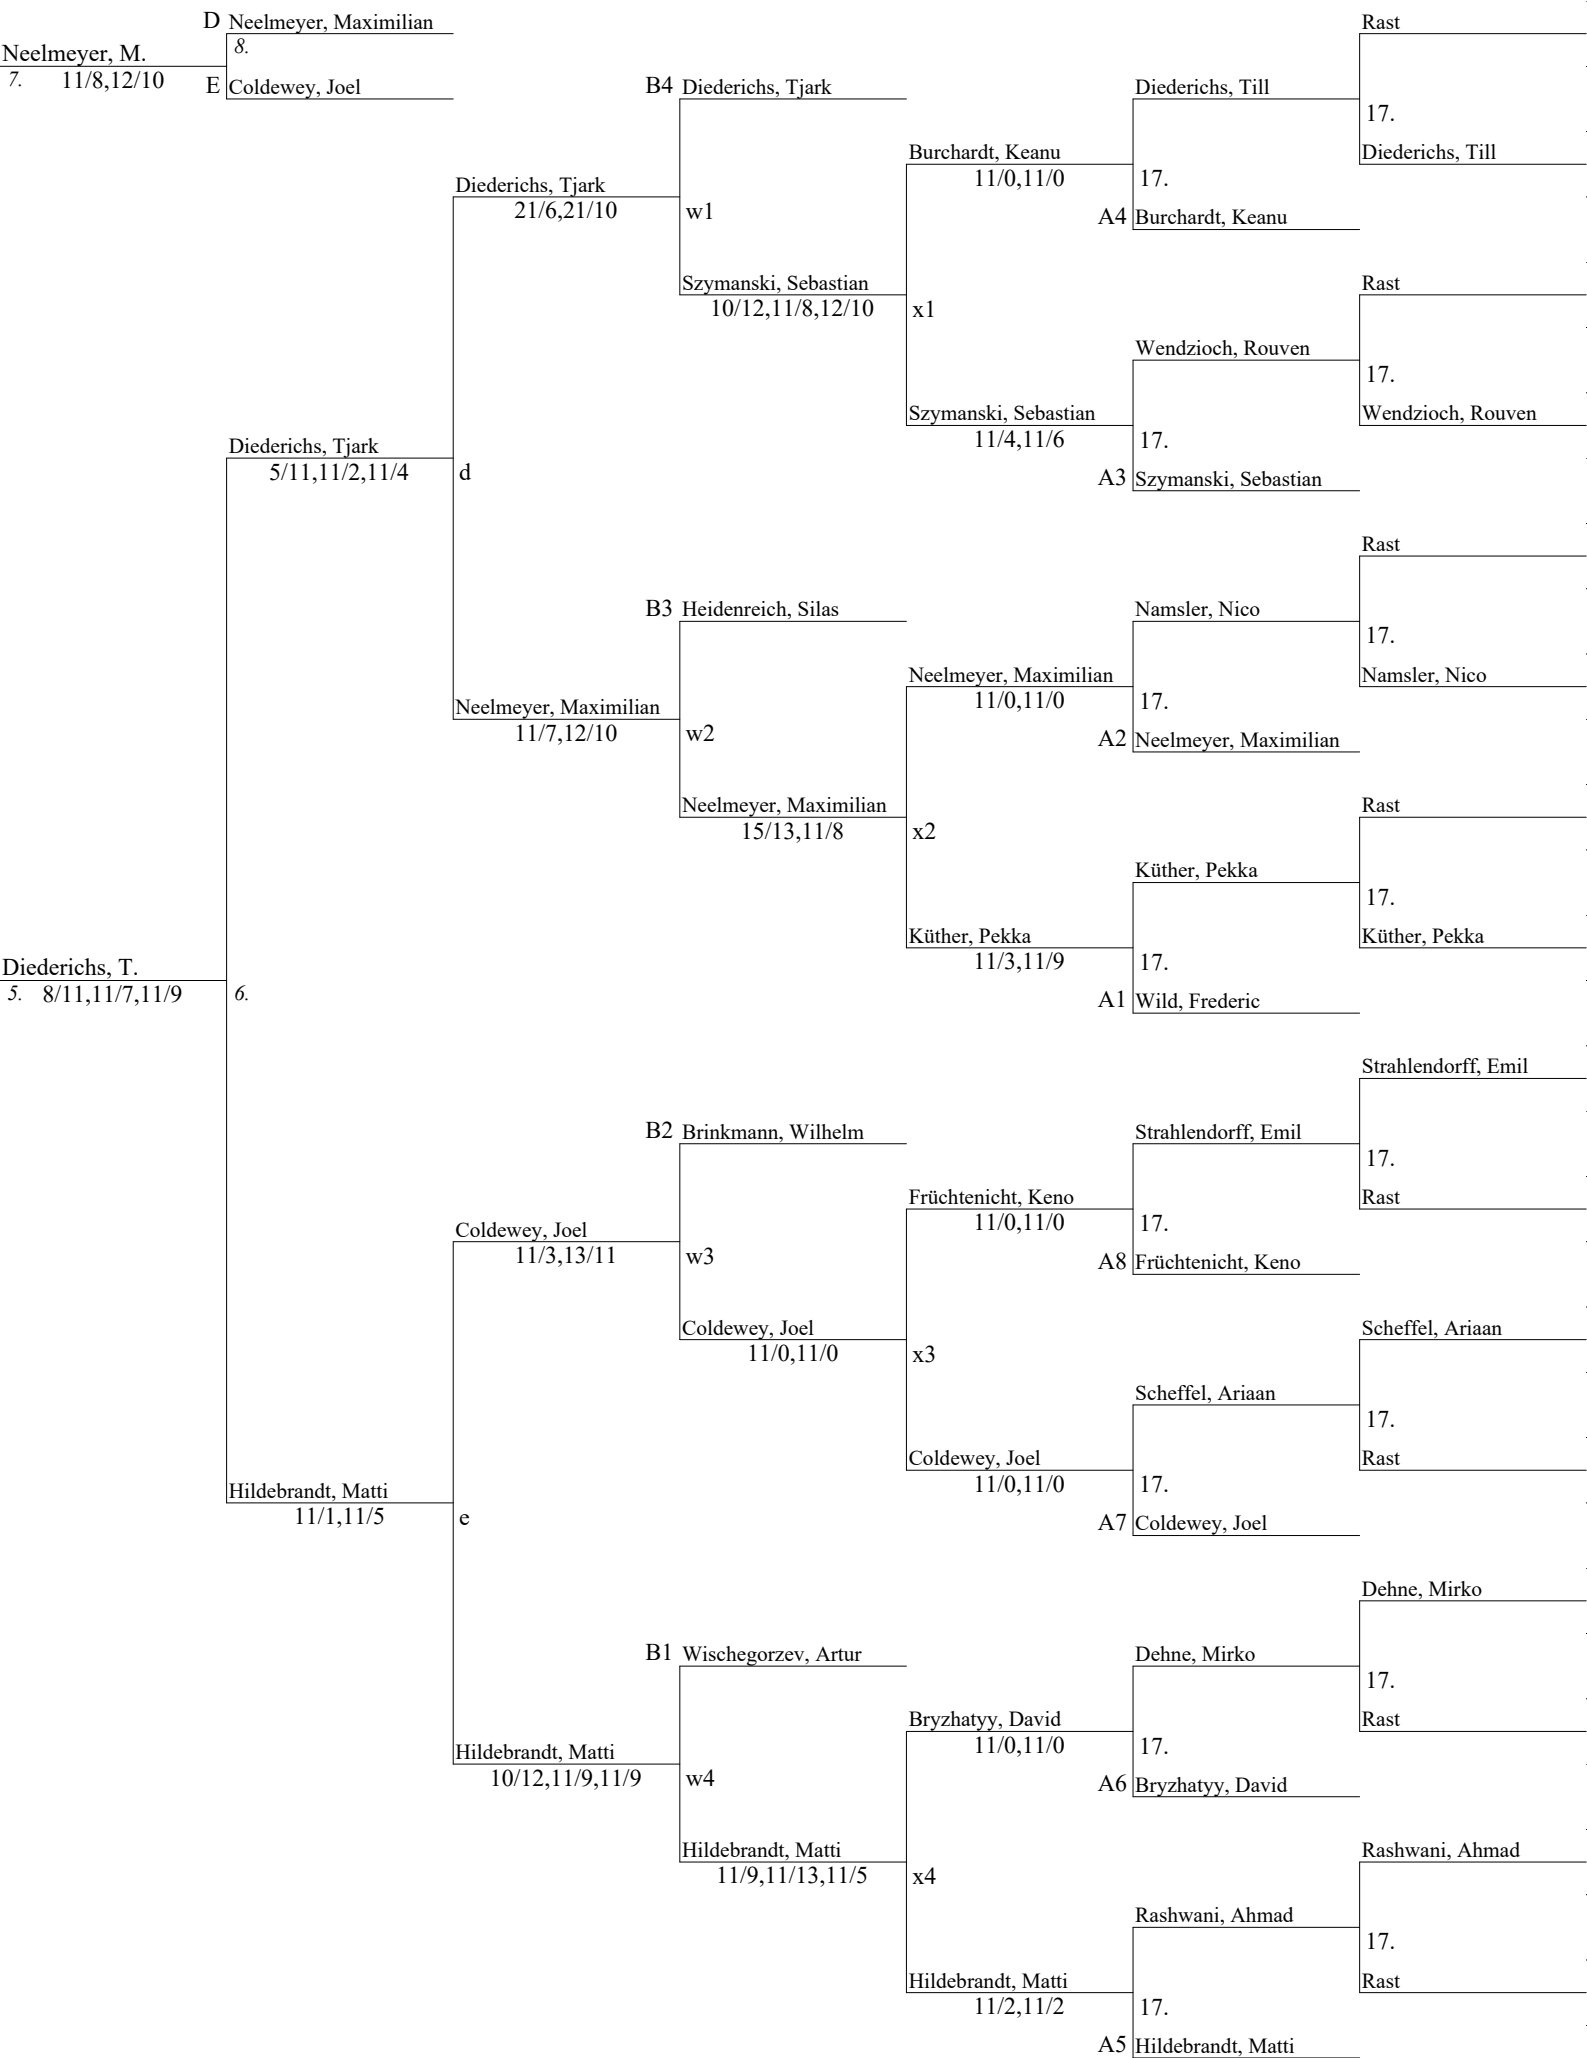 D Neelmeyer, Maximilian
Rast
8.
Neelmeyer, M.
7. 11/8,12/10
E Coldewey, Joel
B4 Diederichs, Tjark
Diederichs, Till
17.
Burchardt, Keanu
Diederichs, Till
11/0,11/0
17.
Diederichs, Tjark
21/6,21/10
w1
A4 Burchardt, Keanu
Szymanski, Sebastian
Rast
10/12,11/8,12/10
x1
Wendzioch, Rouven
17.
Szymanski, Sebastian
Wendzioch, Rouven
11/4,11/6
17.
Diederichs, Tjark
5/11,11/2,11/4
d
A3 Szymanski, Sebastian
Rast
B3 Heidenreich, Silas
Namsler, Nico
17.
Neelmeyer, Maximilian
Namsler, Nico
11/0,11/0
17.
Neelmeyer, Maximilian
11/7,12/10
w2
A2 Neelmeyer, Maximilian
Neelmeyer, Maximilian
Rast
15/13,11/8
x2
Küther, Pekka
17.
Küther, Pekka
Küther, Pekka
11/3,11/9
17.
Diederichs, T.
5. 8/11,11/7,11/9
6.
A1 Wild, Frederic
Strahlendorff, Emil
B2 Brinkmann, Wilhelm
Strahlendorff, Emil
17.
Früchtenicht, Keno
Rast
11/0,11/0
17.
Coldewey, Joel
11/3,13/11
w3
A8 Früchtenicht, Keno
Coldewey, Joel
Scheffel, Ariaan
11/0,11/0
x3
Scheffel, Ariaan
17.
Coldewey, Joel
Rast
11/0,11/0
17.
Hildebrandt, Matti
11/1,11/5
e
A7 Coldewey, Joel
Dehne, Mirko
B1 Wischegorzev, Artur
Dehne, Mirko
17.
Bryzhatyy, David
Rast
11/0,11/0
17.
Hildebrandt, Matti
10/12,11/9,11/9
w4
A6 Bryzhatyy, David
Hildebrandt, Matti
Rashwani, Ahmad
11/9,11/13,11/5
x4
Rashwani, Ahmad
17.
Hildebrandt, Matti
Rast
11/2,11/2
17.
A5 Hildebrandt, Matti